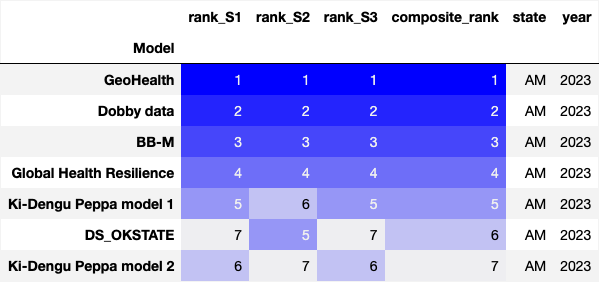 rank_S1 rank_S2 rank_S3 composite_rank state year
Model
GeoHealth 1 1 1 1 AM 2023
Dobby data 2 2 2 2 AM 2023
BB-M 3 3 3 3 AM 2023
Global Health Resilience 4 4 4 4 AM 2023
Ki-Dengu Peppa model 1 5 6 5 5 AM 2023
DS_OKSTATE 7 5 7 6 AM 2023
Ki-Dengu Peppa model 2 6 7 6 7 AM 2023